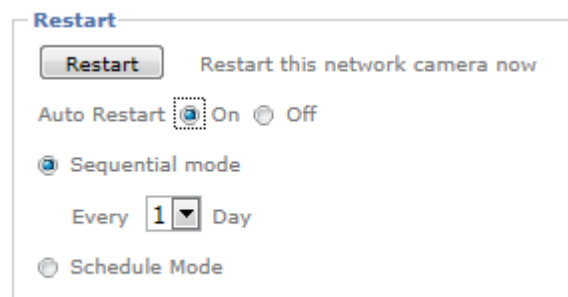 Restart
Restart Restart this network camera now
Auto Restart On Off
Sequential mode
Every 1 Day
Schedule Mode